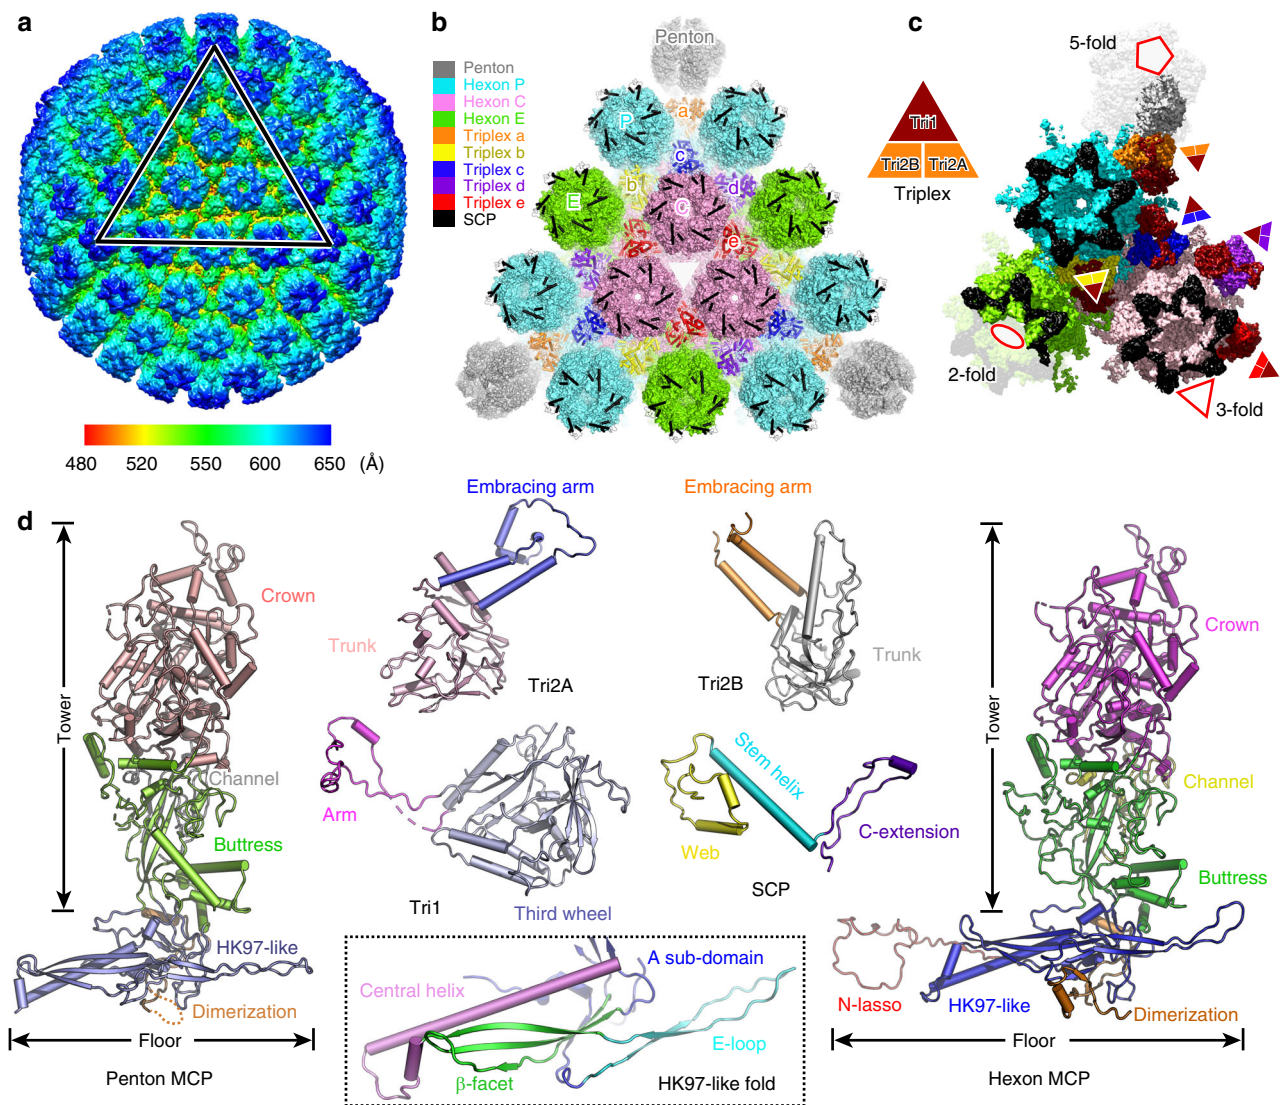 a
480 520 550 600 650 (Å)
b
Penton
Hexon P
Hexon C
Hexon E
Triplex a
Triplex b
Triplex c
Triplex d
Triplex e
SCP
Penton
a
P
c
b
d
E
C
e
c
5-fold
Tri1
Tri2B Tri2A
Triplex
2-fold
3-fold
d
Tower
Crown
Channel
Buttress
HK97-like
Dimerization
Floor
Penton MCP
Embracing arm
Trunk
Tri2A
Embracing arm
Trunk
Tri2B
Arm
Tri1
Third wheel
Stem helix
Web
C-extension
SCP
A sub-domain
Central helix
E-loop
β-facet
HK97-like fold
Tower
Crown
Channel
Buttress
N-lasso
HK97-like
Dimerization
Floor
Hexon MCP